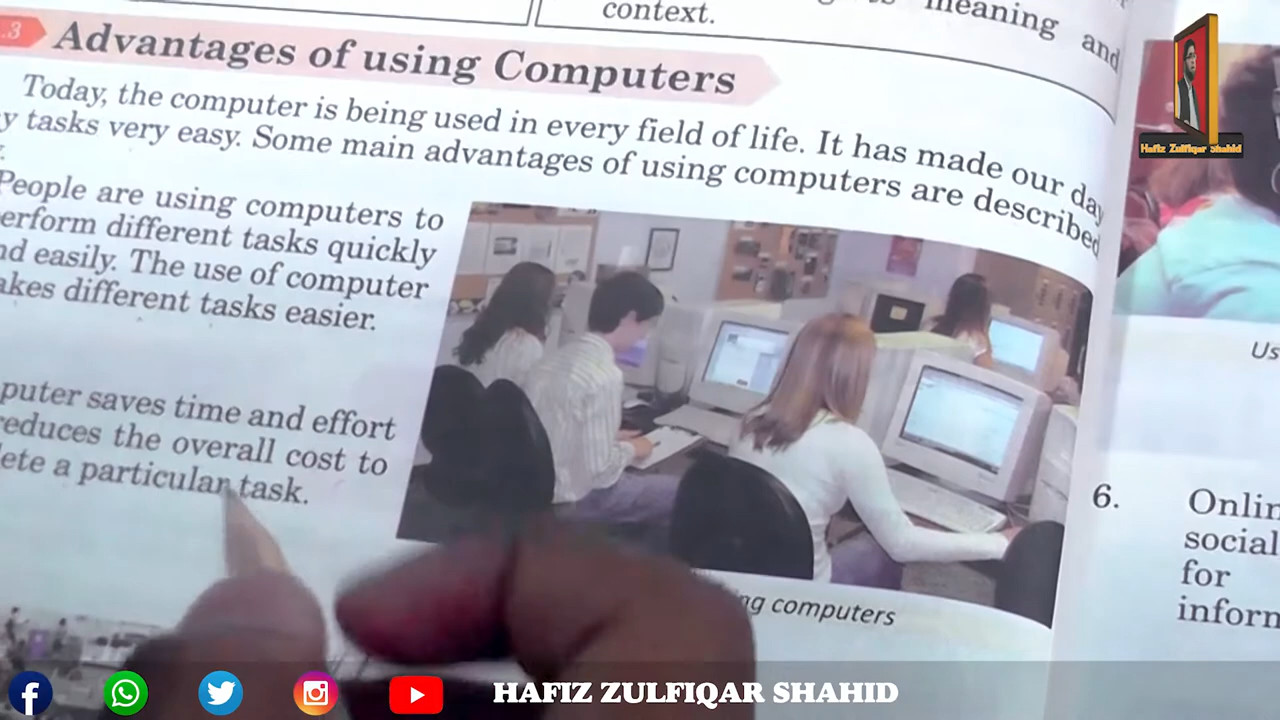 context.
meaning and
.3 Advantages of using Computers
Today, the computer is being used in every field of life. It has made our day
y tasks very easy. Some main advantages of using computers are described
People are using computers to
erform different tasks quickly
nd easily. The use of computer
akes different tasks easier.
puter saves time and effort
reduces the overall cost to
lete a particular task.
ng computers
Us
6. Onlin
social
for
inform
Hafiz Zulfiqar Shahid
HAFIZ ZULFIQAR SHAHID